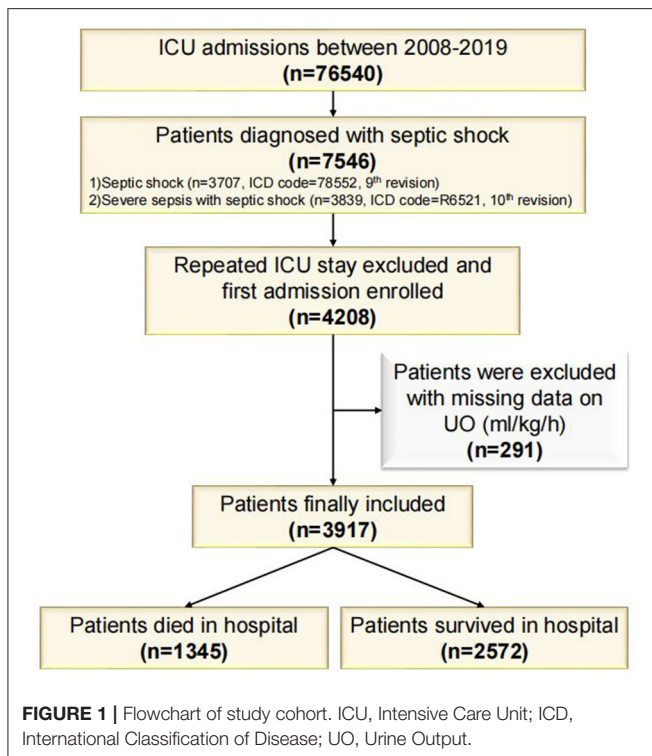 ICU admissions between 2008-2019
(n=76540)
Patients diagnosed with septic shock
(n=7546)
1)Septic shock (n=3707, ICD code=78552, 9th revision)
2)Severe sepsis with septic shock (n=3839, ICD code=R6521, 10th revision)
Repeated ICU stay excluded and
first admission enrolled
(n=4208)
Patients were excluded
with missing data on
UO (ml/kg/h)
(n=291)
Patients finally included
(n=3917)
Patients died in hospital
(n=1345)
Patients survived in hospital
(n=2572)
FIGURE 1 | Flowchart of study cohort. ICU, Intensive Care Unit; ICD,
International Classification of Disease; UO, Urine Output.